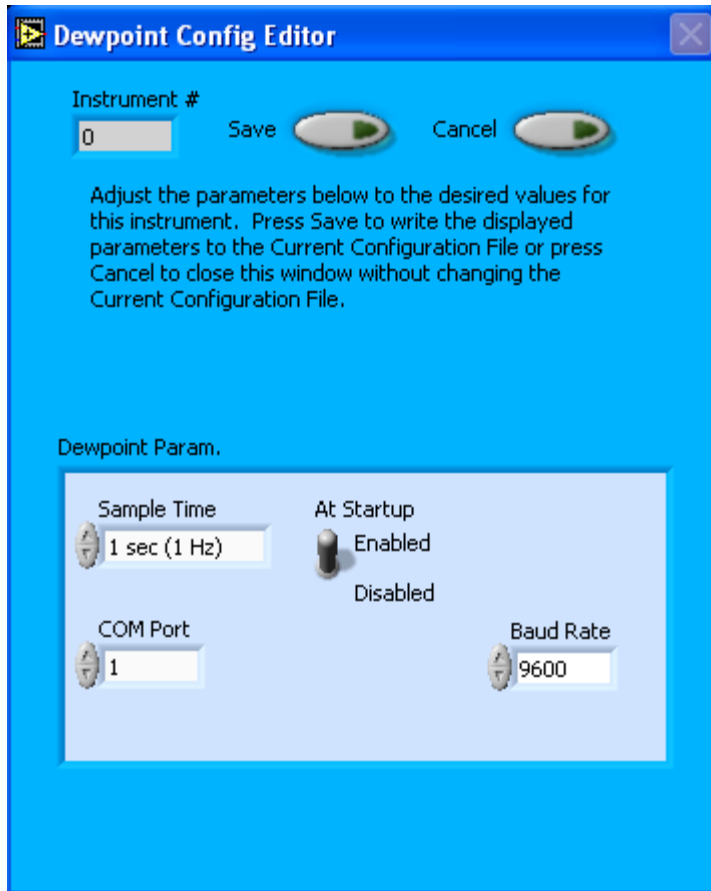 Dewpoint Config Editor
Instrument #
0
Save
Cancel
Adjust the parameters below to the desired values for
this instrument.  Press Save to write the displayed
parameters to the Current Configuration File or press
Cancel to close this window without changing the
Current Configuration File.
Dewpoint Param.
Sample Time
1 sec (1 Hz)
At Startup
Enabled
Disabled
COM Port
1
Baud Rate
9600